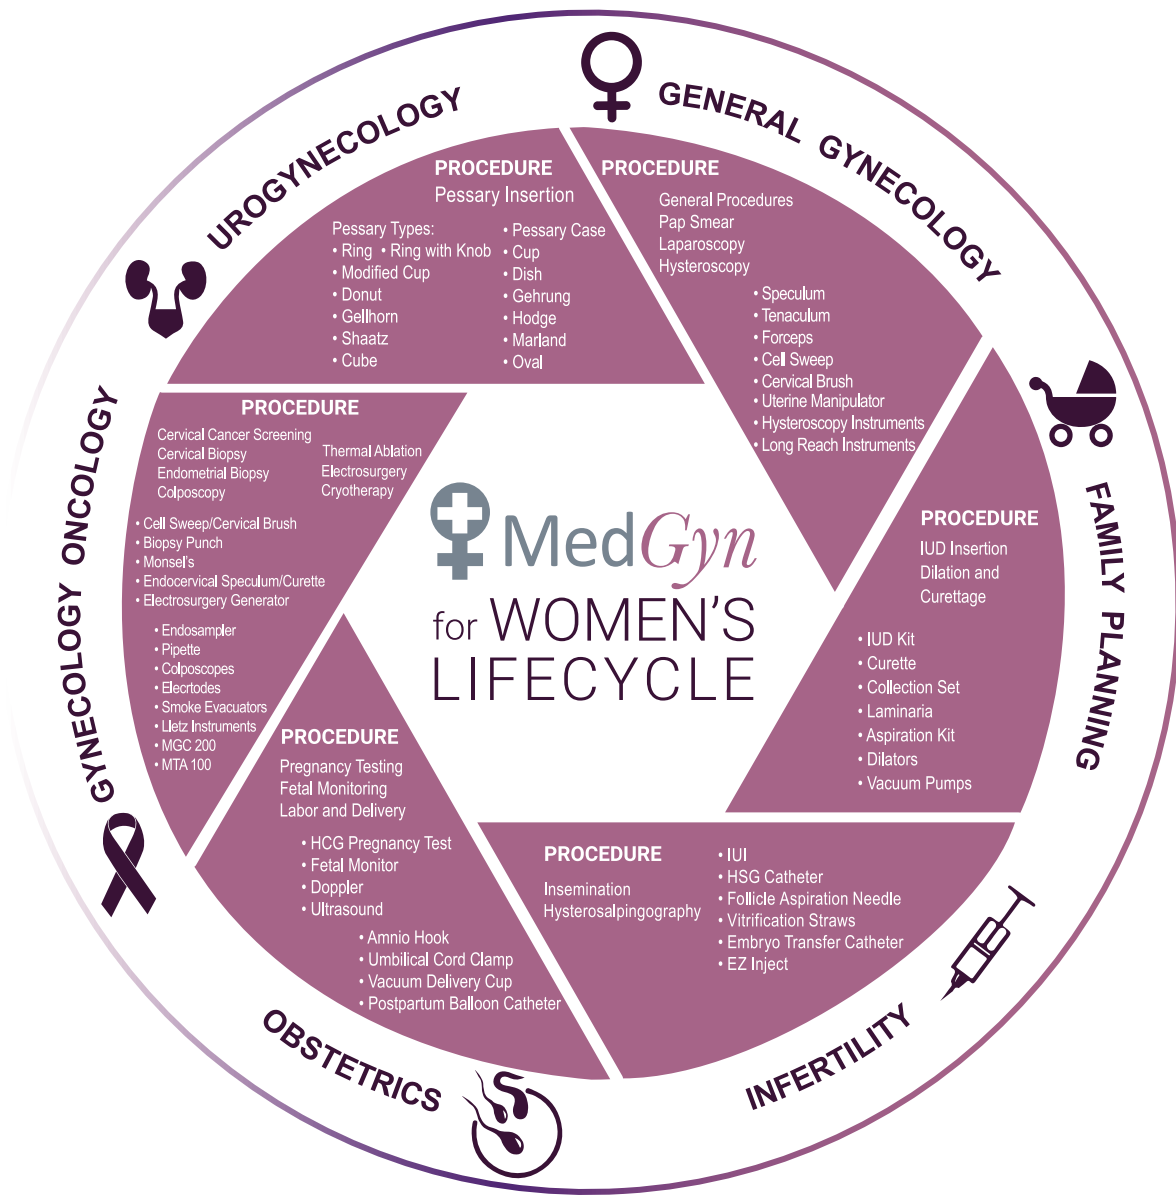 GENERAL GYNECOLOGY
PROCEDURE
General Procedures
Pap Smear
Laparoscopy
Hysteroscopy
• Speculum
• Tenaculum
• Forceps
• Cell Sweep
• Cervical Brush
• Uterine Manipulator
• Hysteroscopy Instruments
• Long Reach Instruments
FAMILY PLANNING
PROCEDURE
IUD Insertion
Dilation and
Curettage
• IUD Kit
• Curette
• Collection Set
• Laminaria
• Aspiration Kit
• Dilators
• Vacuum Pumps
INFERTILITY
PROCEDURE
Insemination
Hysterosalpingography
• IUI
• HSG Catheter
• Follicle Aspiration Needle
• Vitrification Straws
• Embryo Transfer Catheter
• EZ Inject
OBSTETRICS
PROCEDURE
Pregnancy Testing
Fetal Monitoring
Labor and Delivery
• HCG Pregnancy Test
• Fetal Monitor
• Doppler
• Ultrasound
• Amnio Hook
• Umbilical Cord Clamp
• Vacuum Delivery Cup
• Postpartum Balloon Catheter
GYNECOLOGY ONCOLOGY
PROCEDURE
Cervical Cancer Screening
Cervical Biopsy
Endometrial Biopsy
Colposcopy
Thermal Ablation
Electrosurgery
Cryotherapy
• Cell Sweep/Cervical Brush
• Biopsy Punch
• Monsel's
• Endocervical Speculum/Curette
• Electrosurgery Generator
• Endosampler
• Pipette
• Colposcopes
• Elecrtodes
• Smoke Evacuators
• Lletz Instruments
• MGC 200
• MTA 100
UROGYNECOLOGY
PROCEDURE
Pessary Insertion
Pessary Types:
• Ring • Ring with Knob
• Modified Cup
• Donut
• Gellhorn
• Shaatz
• Cube
• Pessary Case
• Cup
• Dish
• Gehrung
• Hodge
• Marland
• Oval
MedGyn
for WOMEN'S
LIFECYCLE